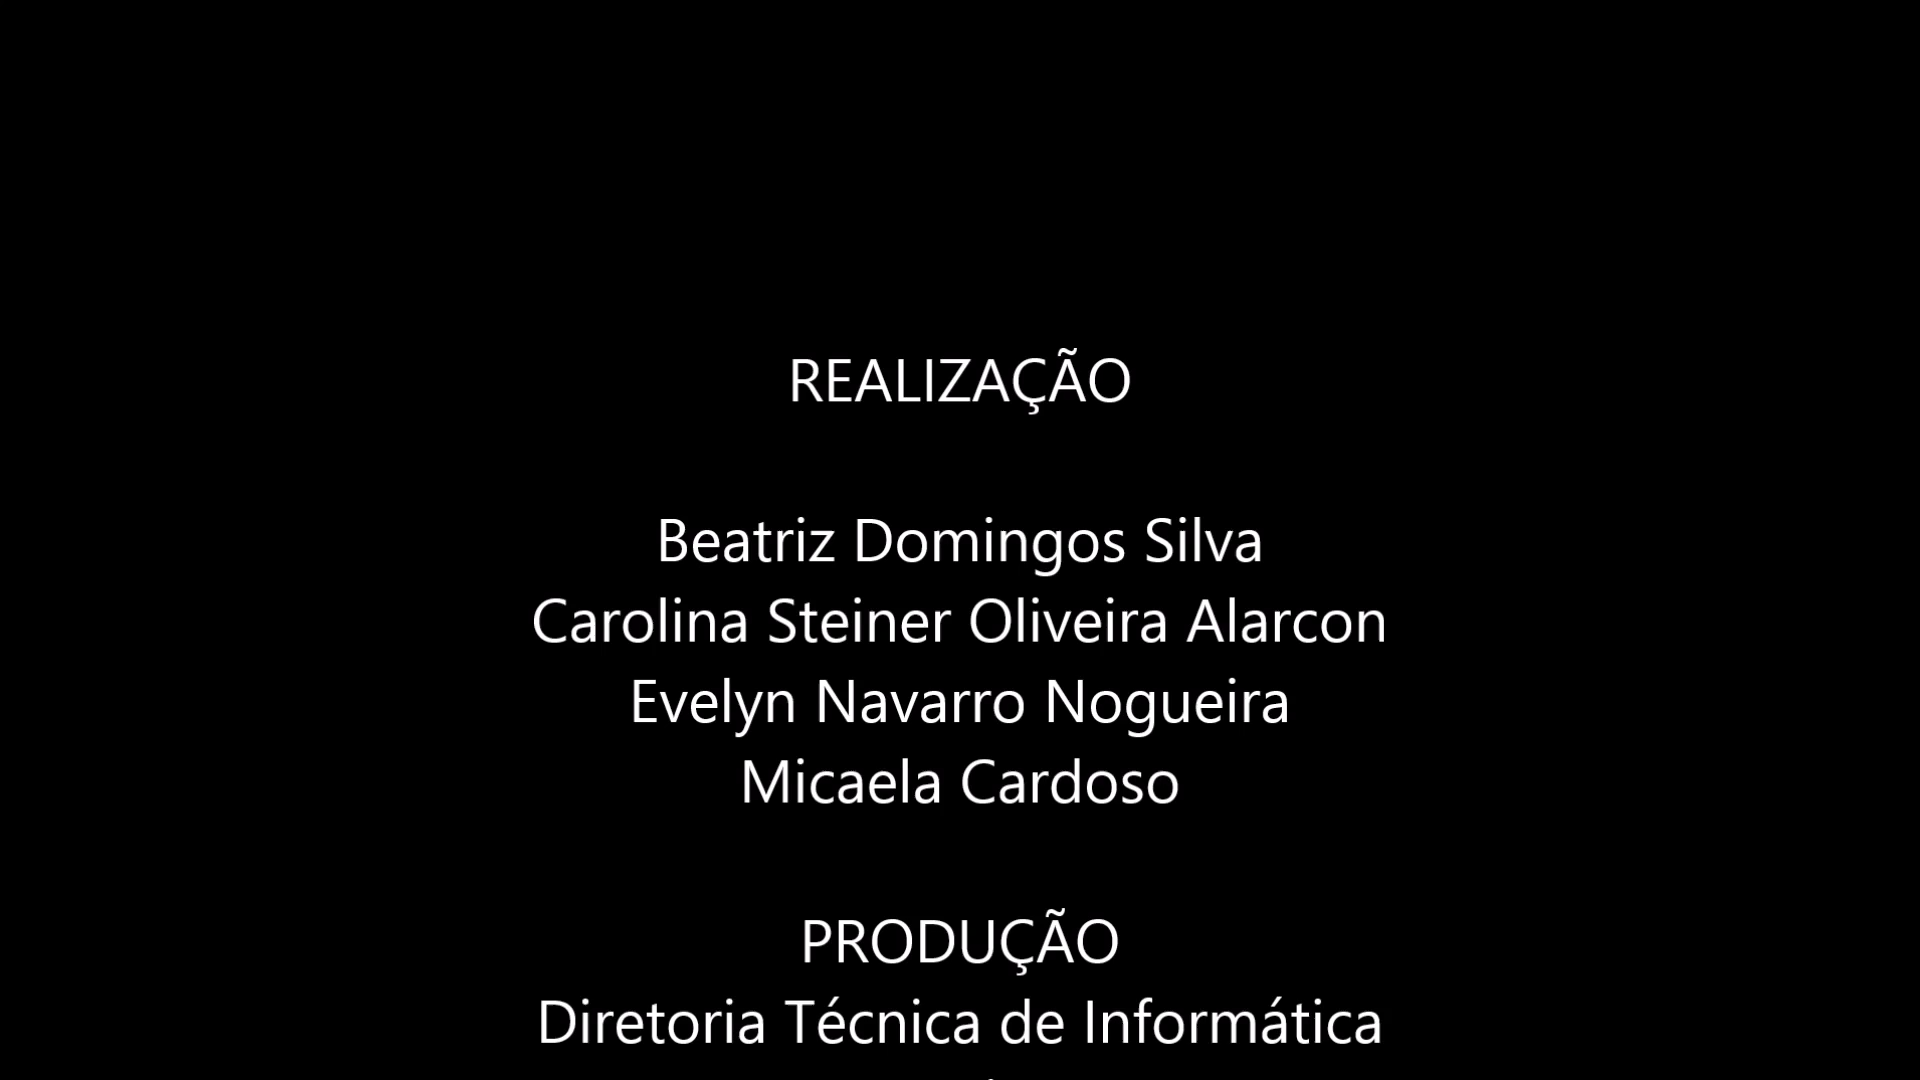 REALIZAÇÃO
Beatriz Domingos Silva
Carolina Steiner Oliveira Alarcon
Evelyn Navarro Nogueira
Micaela Cardoso
PRODUÇÃO
Diretoria Técnica de Informática